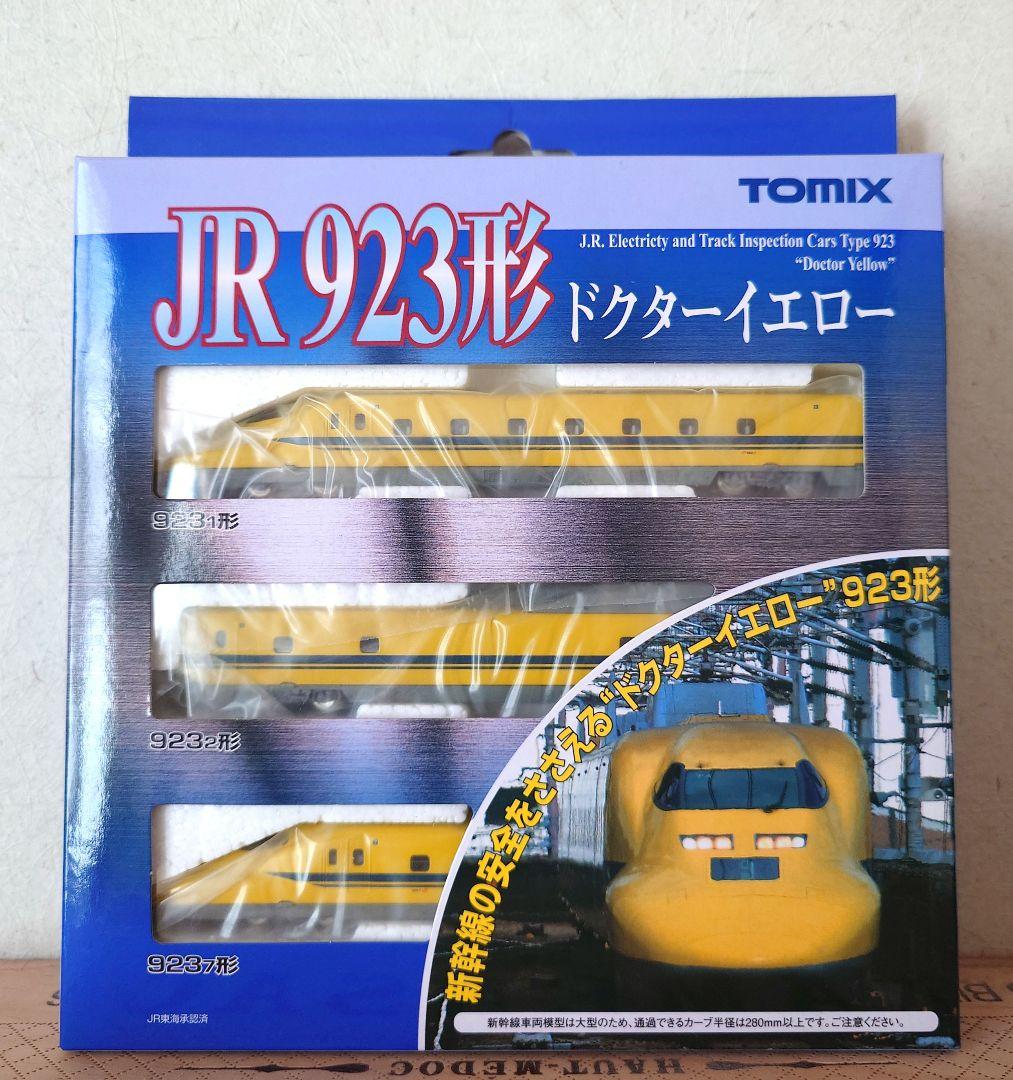 TOMIX
JR 923形
J.R. Electricty and Track Inspection Cars Type 923
"Doctor Yellow"
ドクターイエロー
923₁形
923₂形
新幹線の安全をささえる"ドクターイエロー"923形
923₇形
JR東海承認済
新幹線車両模型は大型のため、通過できるカーブ半径は280mm以上です。ご注意ください。
HAUT-MÉDOC